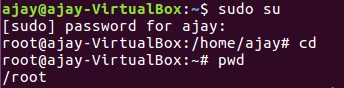 ajay@ajay-VirtualBox:~$ sudo su
[sudo] password for ajay:
root@ajay-VirtualBox:/home/ajay# cd
root@ajay-VirtualBox:~# pwd
/root